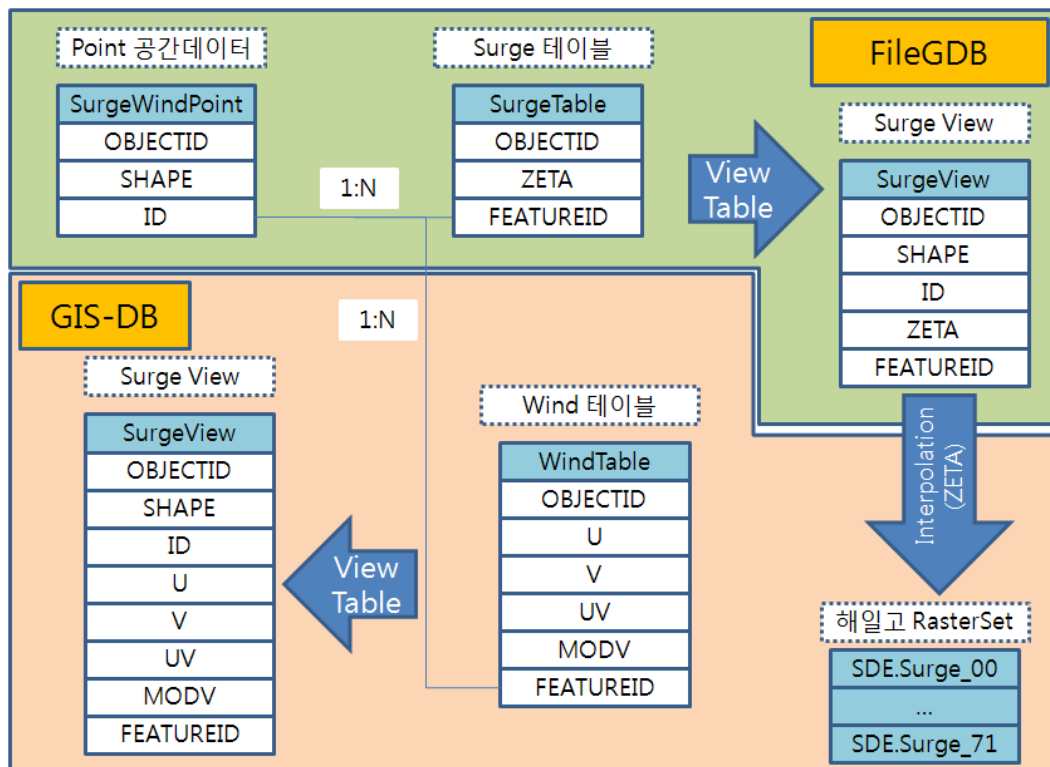 Point 공간데이터
SurgeWindPoint
OBJECTID
SHAPE
ID
1:N
Surge 테이블
SurgeTable
OBJECTID
ZETA
FEATUREID
View
Table
FileGDB
Surge View
SurgeView
OBJECTID
SHAPE
ID
ZETA
FEATUREID
GIS-DB
Surge View
SurgeView
OBJECTID
SHAPE
ID
U
V
UV
MODV
FEATUREID
View
Table
1:N
Wind 테이블
WindTable
OBJECTID
U
V
UV
MODV
FEATUREID
Interpolation
(ZETA)
해일고 RasterSet
SDE.Surge_00
...
SDE.Surge_71